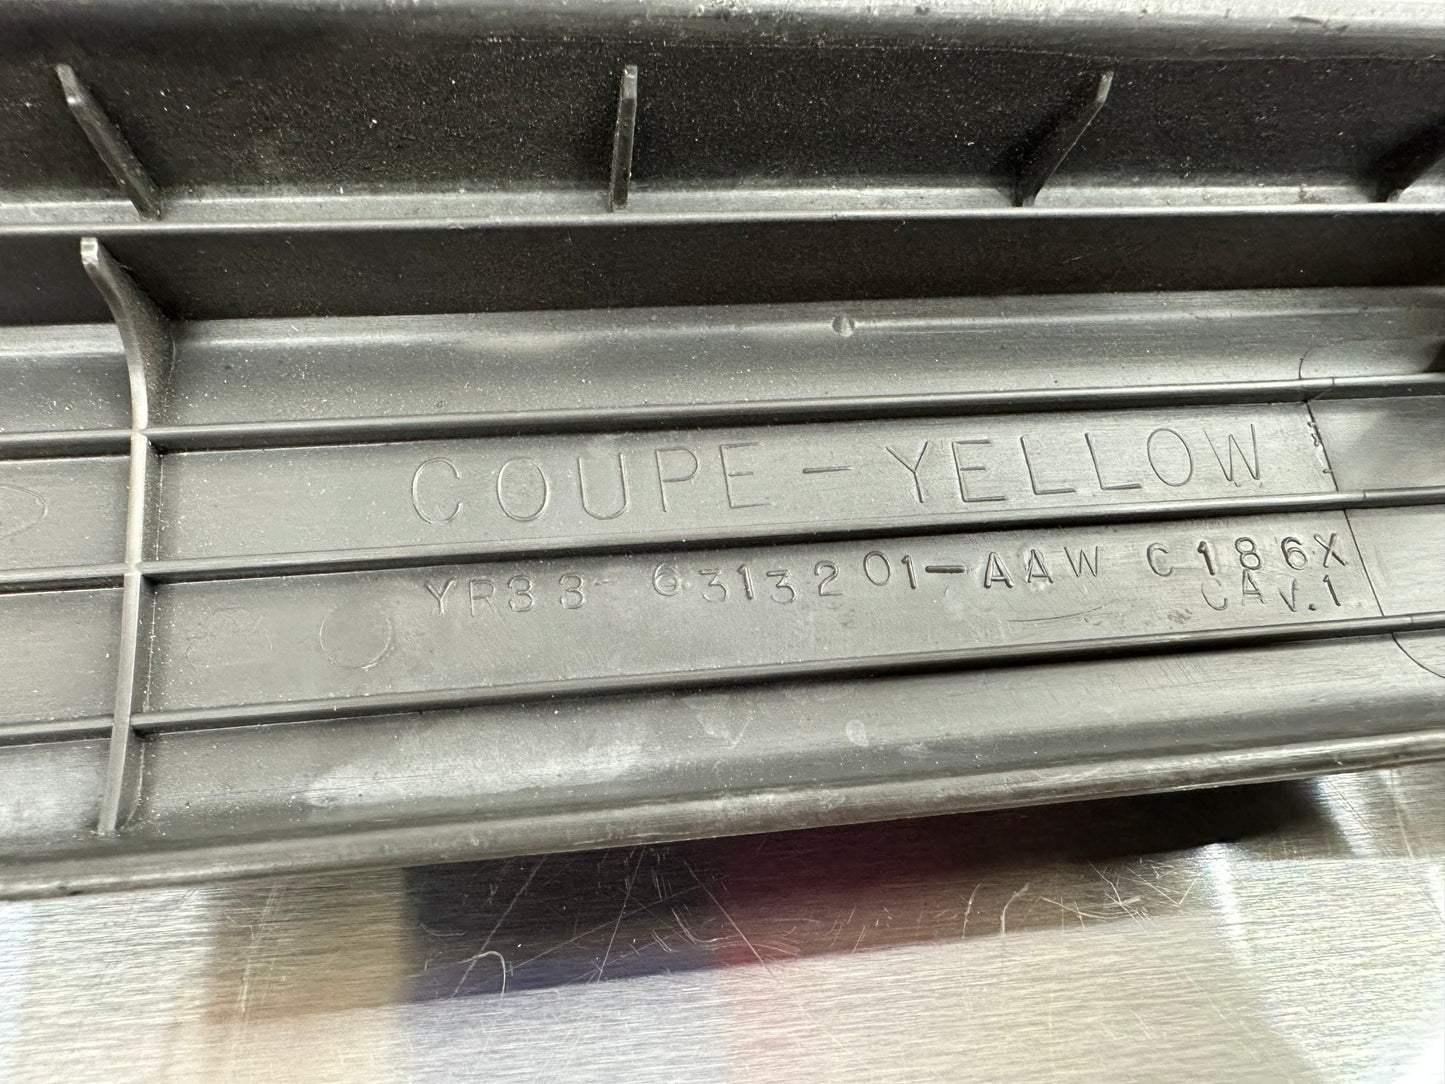 COUPE - YELLOW
YR33-6313201-AAW C186X
CAV.1